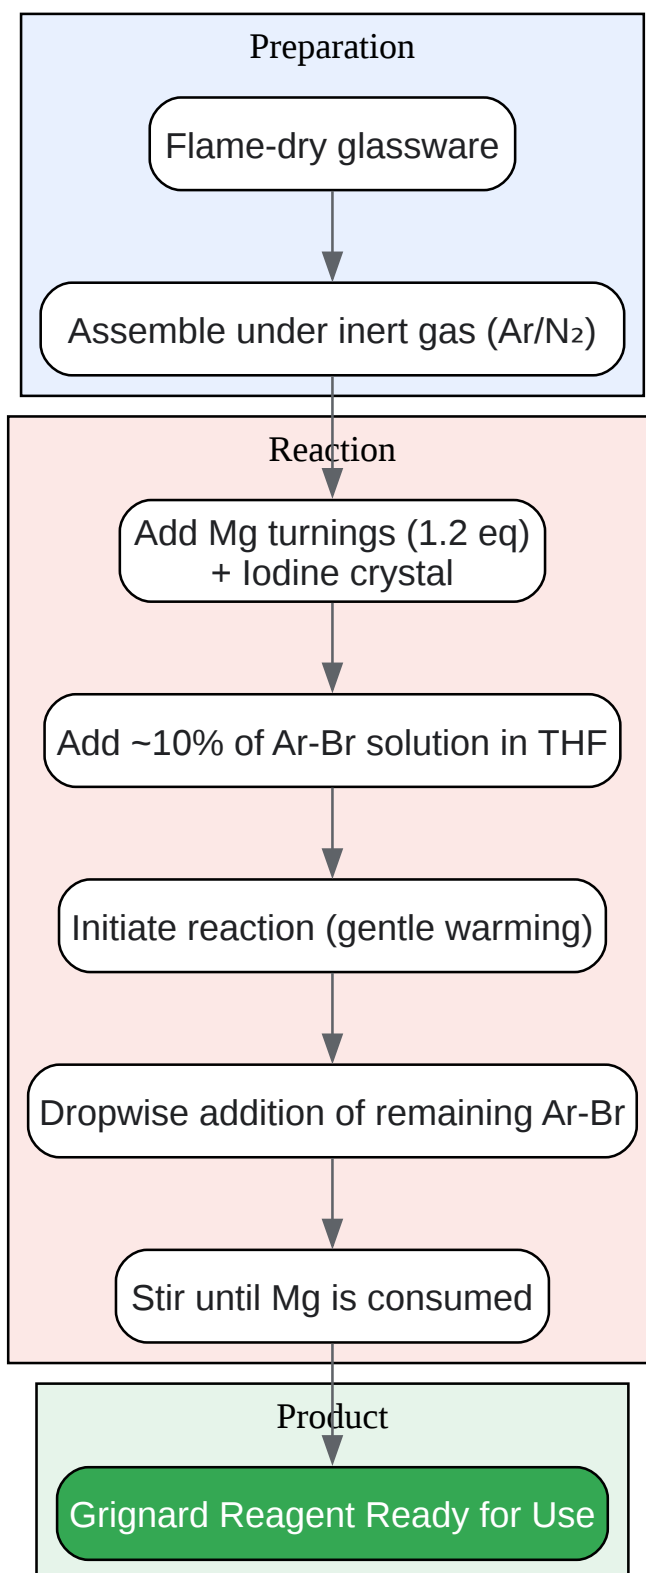 Preparation
Flame-dry glassware
Assemble under inert gas (Ar/N₂)
Reaction
Add Mg turnings (1.2 eq)
+ Iodine crystal
Add ~10% of Ar-Br solution in THF
Initiate reaction (gentle warming)
Dropwise addition of remaining Ar-Br
Stir until Mg is consumed
Product
Grignard Reagent Ready for Use